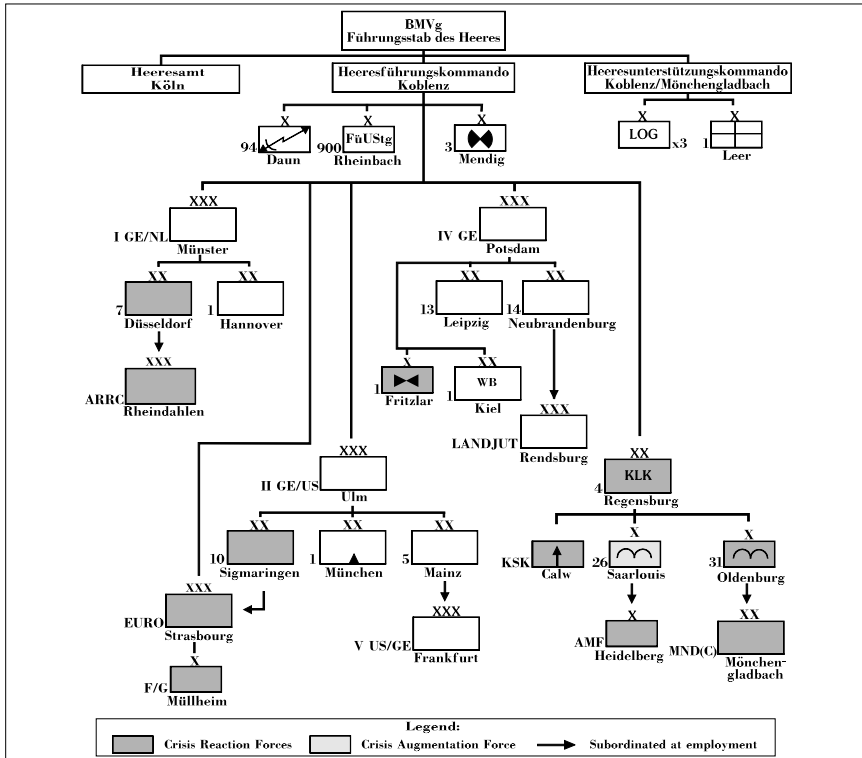 BMVg
Führungsstab des Heeres
Heeresamt
Köln
Heeresführungskommando
Koblenz
Heeresunterstützungskommando
Koblenz/Mönchengladbach
X
94
Daun
X
FüUStg
900
Rheinbach
X
3
Mendig
X
LOG
x3
X
1
Leer
XXX
I GE/NL
Münster
XX
7
Düsseldorf
XX
1
Hannover
XXX
ARRC
Rheindahlen
XXX
IV GE
Potsdam
XX
13
Leipzig
XX
14
Neubrandenburg
X
1
Fritzlar
XX
WB
1
Kiel
XXX
LANDJUT
Rendsburg
XXX
II GE/US
Ulm
XX
10
Sigmaringen
XX
1
München
XX
5
Mainz
XXX
EURO
Strasbourg
X
F/G
Müllheim
XXX
V US/GE
Frankfurt
XX
KLK
4
Regensburg
KSK
Calw
X
26
Saarlouis
X
31
Oldenburg
X
AMF
Heidelberg
XX
MND(C)
Mönchen-
gladbach
Legend:
Crisis Reaction Forces
Crisis Augmentation Force
Subordinated at employment